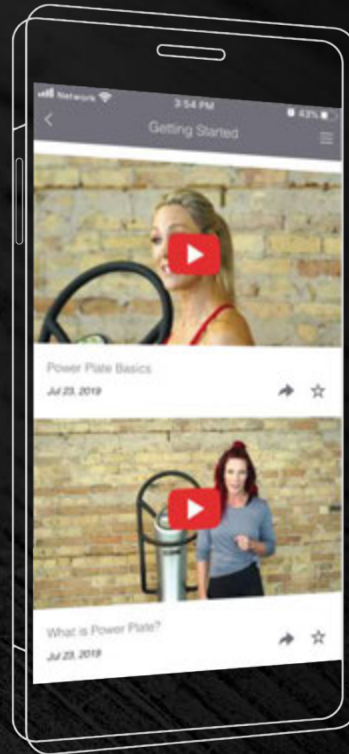 Network
3:54 PM
43%
Getting Started
Power Plate Basics
Jul 23, 2019
What is Power Plate?
Jul 23, 2019